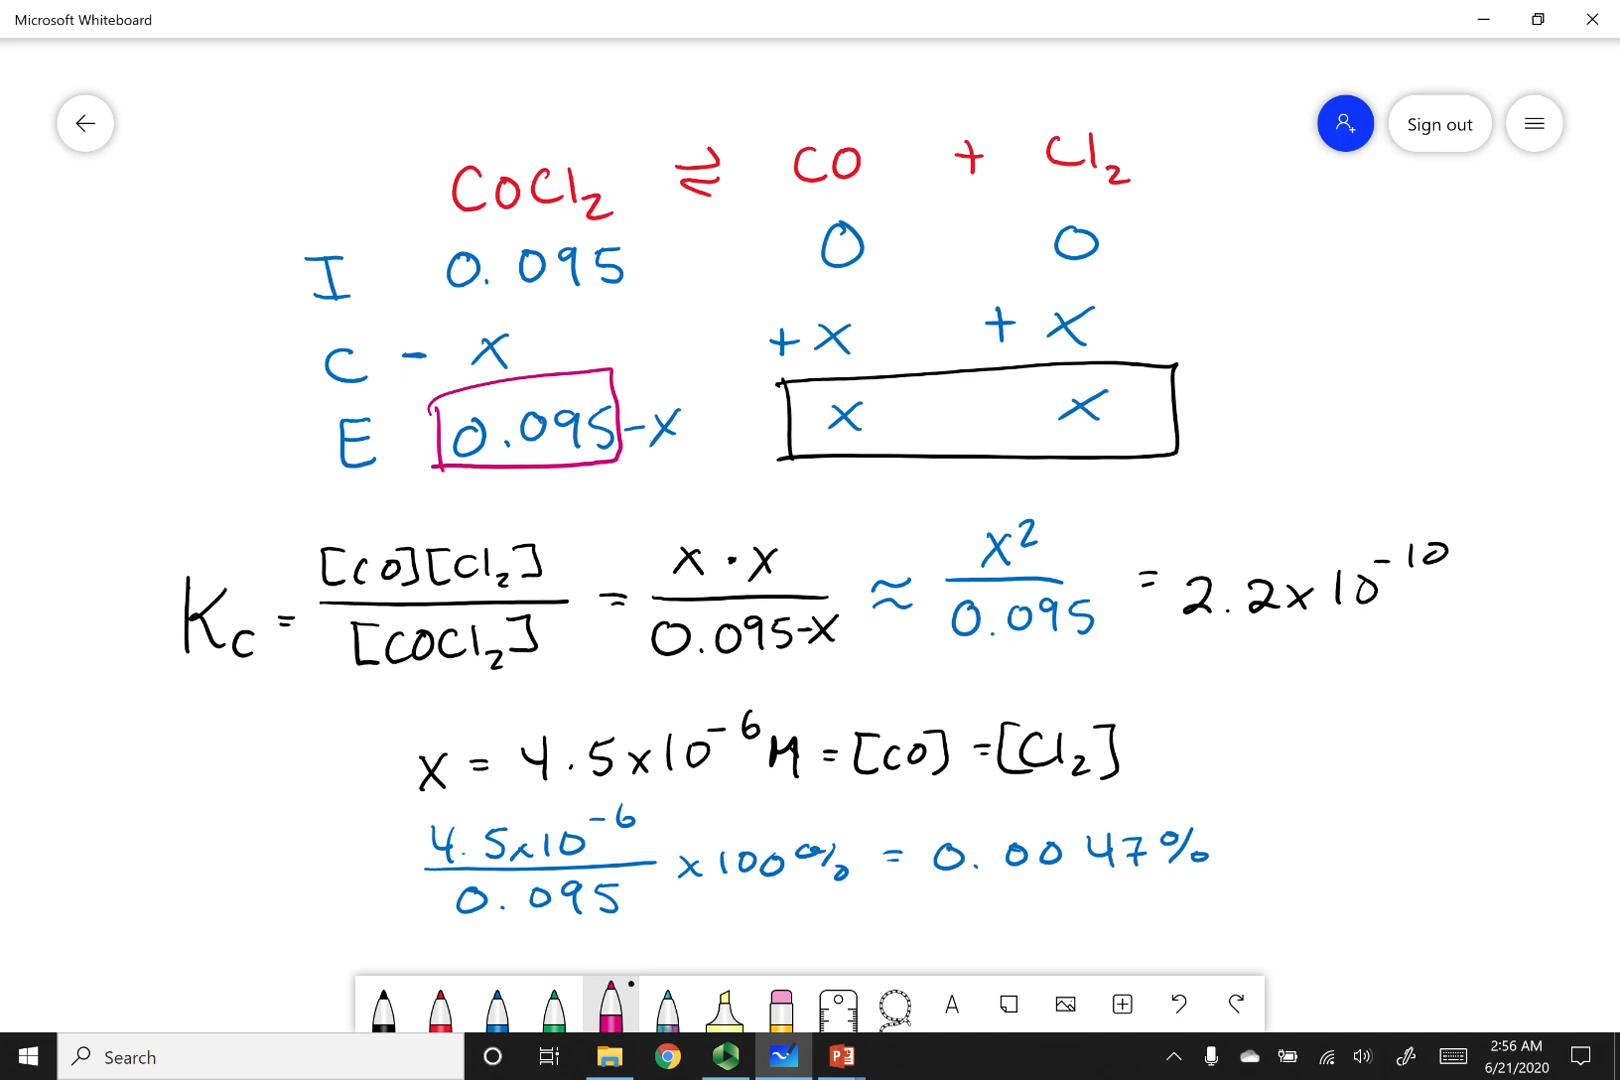 Microsoft Whiteboard
Sign out
COCl₂ ⇌ CO + Cl₂
I 0.095 0 0
C - x +x + x
E 0.095-x x x
Kc = [CO][Cl₂] / [COCl₂] = x · x / 0.095-x ≈ x² / 0.095 = 2.2x10⁻¹⁰
x = 4.5x10⁻⁶ M = [CO] = [Cl₂]
4.5x10⁻⁶ / 0.095 x100% = 0.0047%
A
Search
2:56 AM
6/21/2020